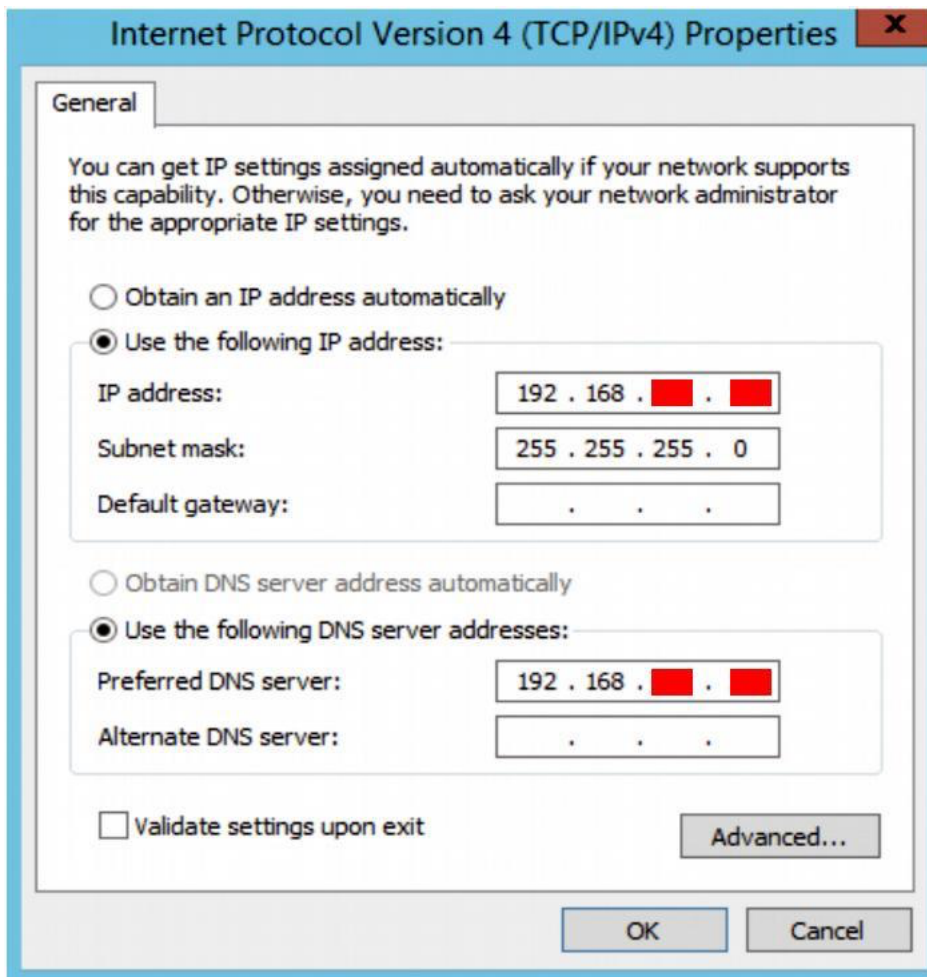 Internet Protocol Version 4 (TCP/IPv4) Properties
X
General
You can get IP settings assigned automatically if your network supports
this capability. Otherwise, you need to ask your network administrator
for the appropriate IP settings.
Obtain an IP address automatically
Use the following IP address:
IP address: 192 . 168 . .
Subnet mask: 255 . 255 . 255 . 0
Default gateway: . . .
Obtain DNS server address automatically
Use the following DNS server addresses:
Preferred DNS server: 192 . 168 . .
Alternate DNS server: . . .
Validate settings upon exit
Advanced...
OK Cancel